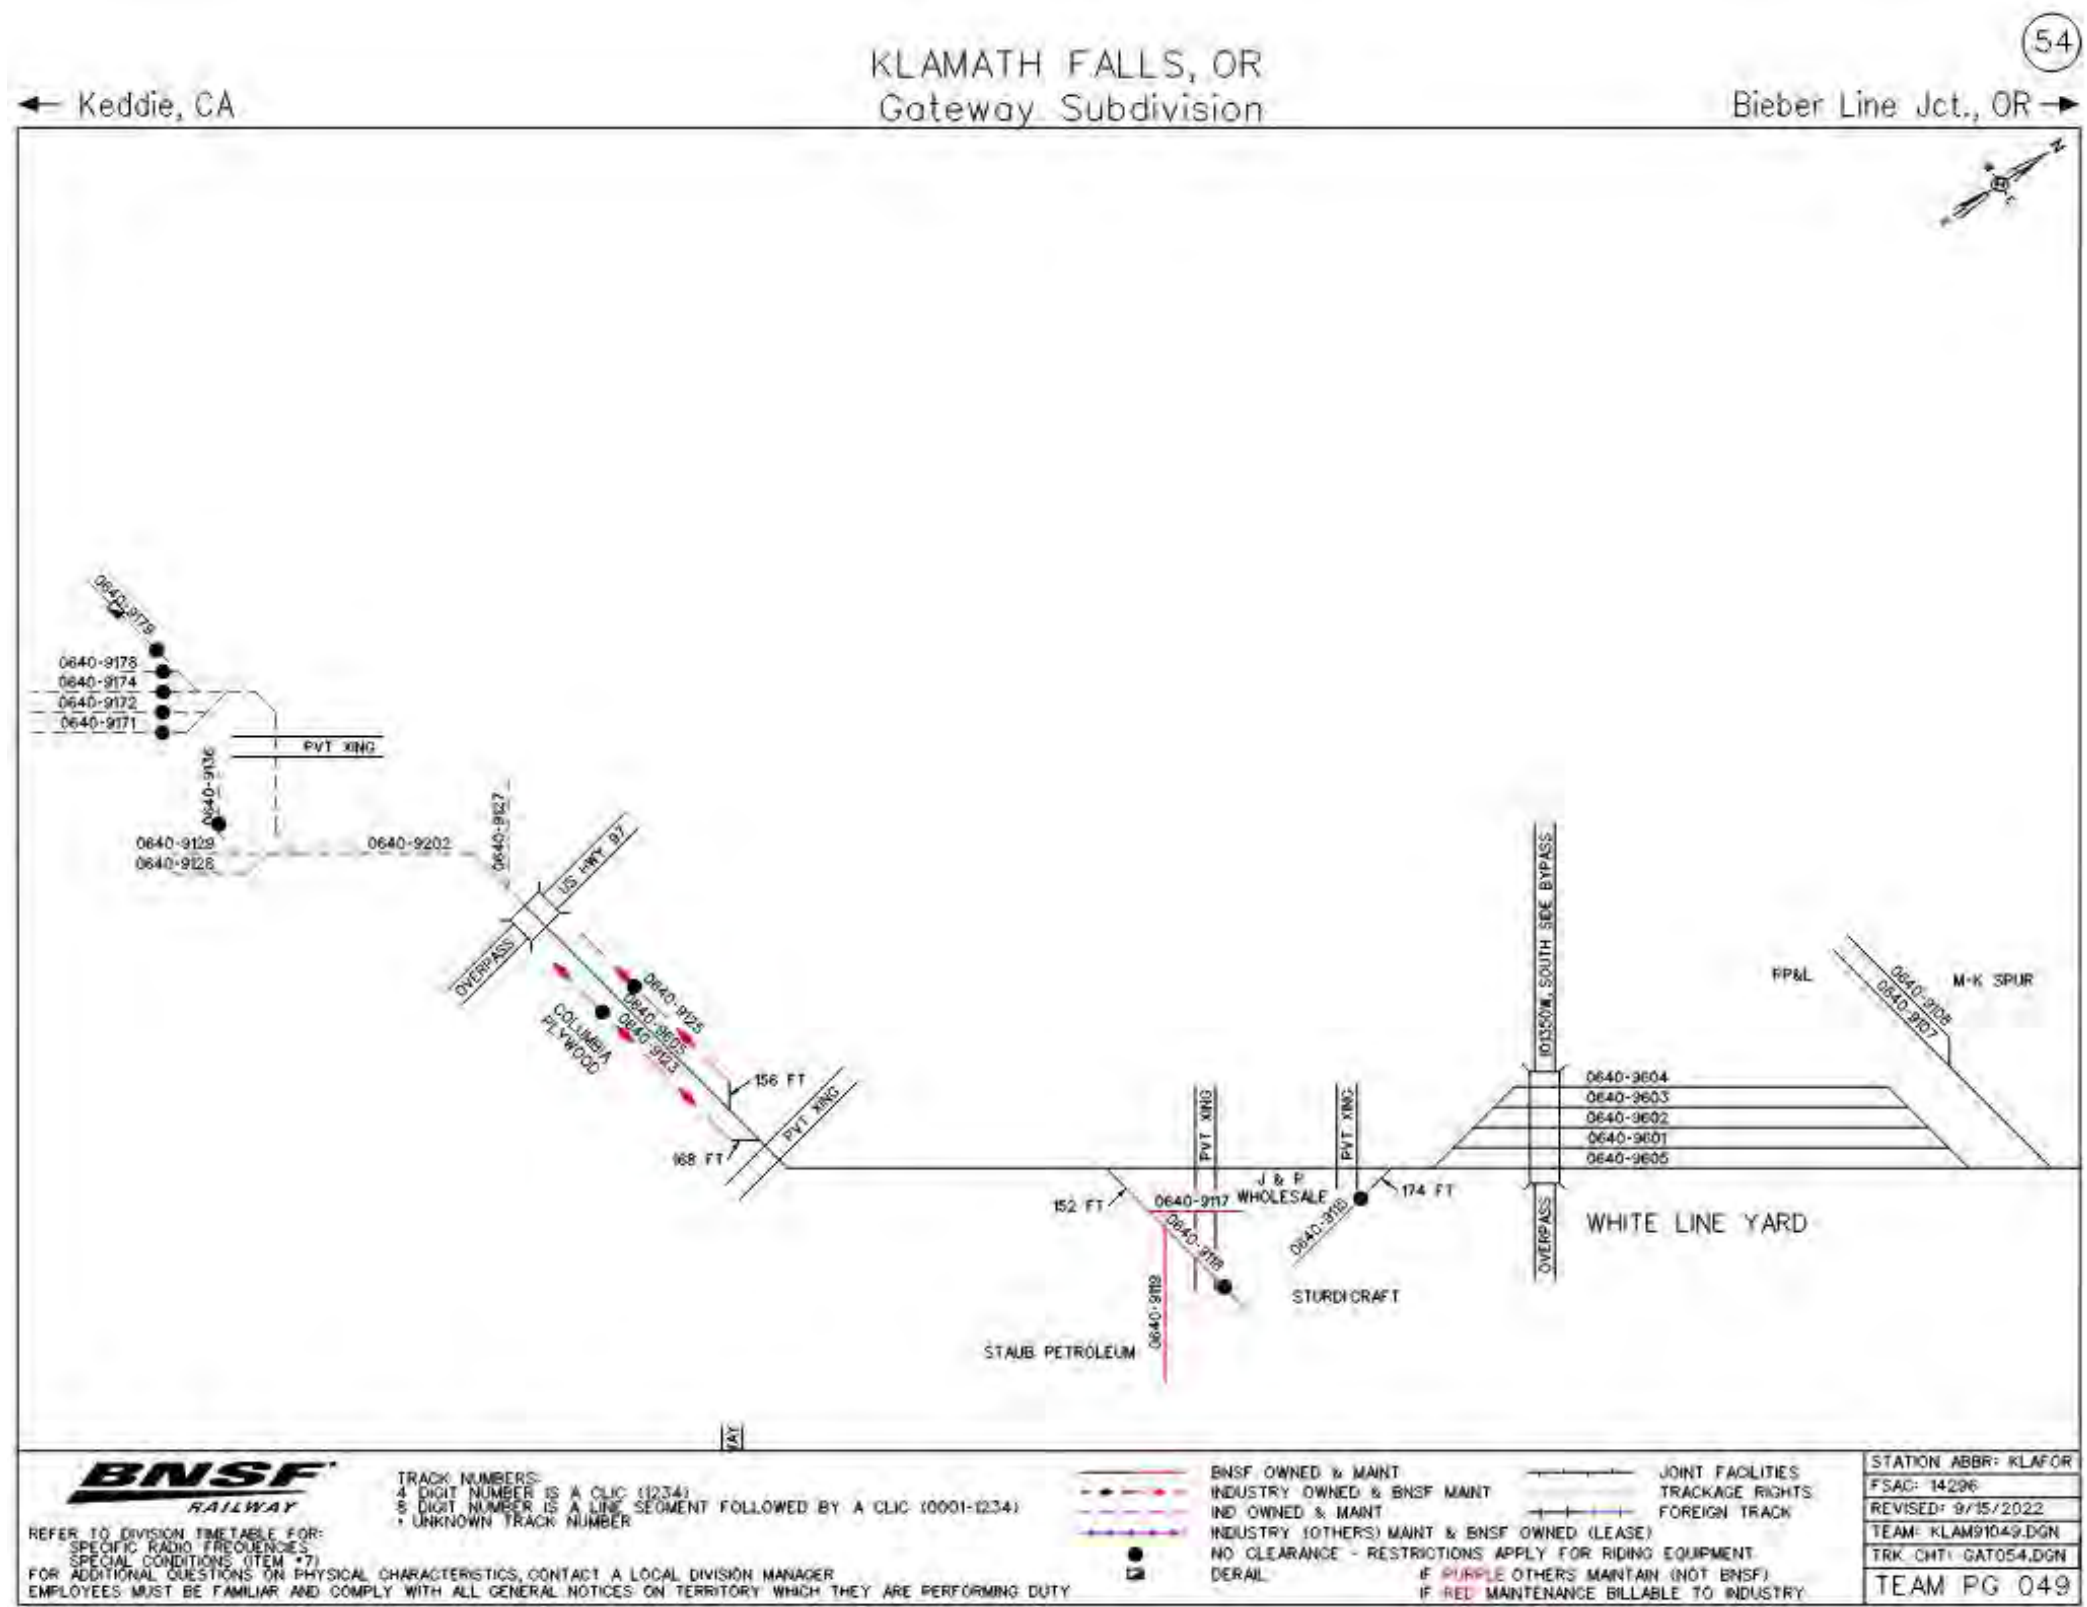 54
KLAMATH FALLS, OR
Gateway Subdivision
Keddie, CA
Bieber Line Jct., OR
N
0640-9179
0640-9178
0640-9174
0640-9172
0640-9171
PVT XING
0640-9136
0640-9129
0640-9128
0640-9202
0640-9127
US HWY 97
OVERPASS
0640-9125
0640-9605
0640-9123
COLUMBIA
PLYWOOD
156 FT
168 FT
PVT XING
152 FT
PVT XING
PVT XING
J & R
WHOLESALE
0640-9117
0640-9118
0640-9119
174 FT
STURDICRAFT
STAUB PETROLEUM
101350W, SOUTH SIDE BYPASS
OVERPASS
PP&L
M-K SPUR
0640-9108
0640-9107
0640-9604
0640-9603
0640-9602
0640-9601
0640-9605
WHITE LINE YARD
BNSF
RAILWAY
TRACK NUMBERS:
4 DIGIT NUMBER IS A CLIC (1234)
8 DIGIT NUMBER IS A LINE SEGMENT FOLLOWED BY A CLIC (0001-1234)
* UNKNOWN TRACK NUMBER
REFER TO DIVISION TIMETABLE FOR:
SPECIFIC RADIO FREQUENCIES
SPECIAL CONDITIONS (ITEM #7)
FOR ADDITIONAL QUESTIONS ON PHYSICAL CHARACTERISTICS, CONTACT A LOCAL DIVISION MANAGER
EMPLOYEES MUST BE FAMILIAR AND COMPLY WITH ALL GENERAL NOTICES ON TERRITORY WHICH THEY ARE PERFORMING DUTY
BNSF OWNED & MAINT
INDUSTRY OWNED & BNSF MAINT
IND OWNED & MAINT
INDUSTRY (OTHERS) MAINT & BNSF OWNED (LEASE)
NO CLEARANCE - RESTRICTIONS APPLY FOR RIDING EQUIPMENT
DERAIL
JOINT FACILITIES
TRACKAGE RIGHTS
FOREIGN TRACK
IF PURPLE OTHERS MAINTAIN (NOT BNSF)
IF RED MAINTENANCE BILLABLE TO INDUSTRY
STATION ABBR: KLAFOR
FSAC: 14296
REVISED: 9/15/2022
TEAM: KLAM91049.DGN
TRK CHT: GAT054.DGN
TEAM PG 049